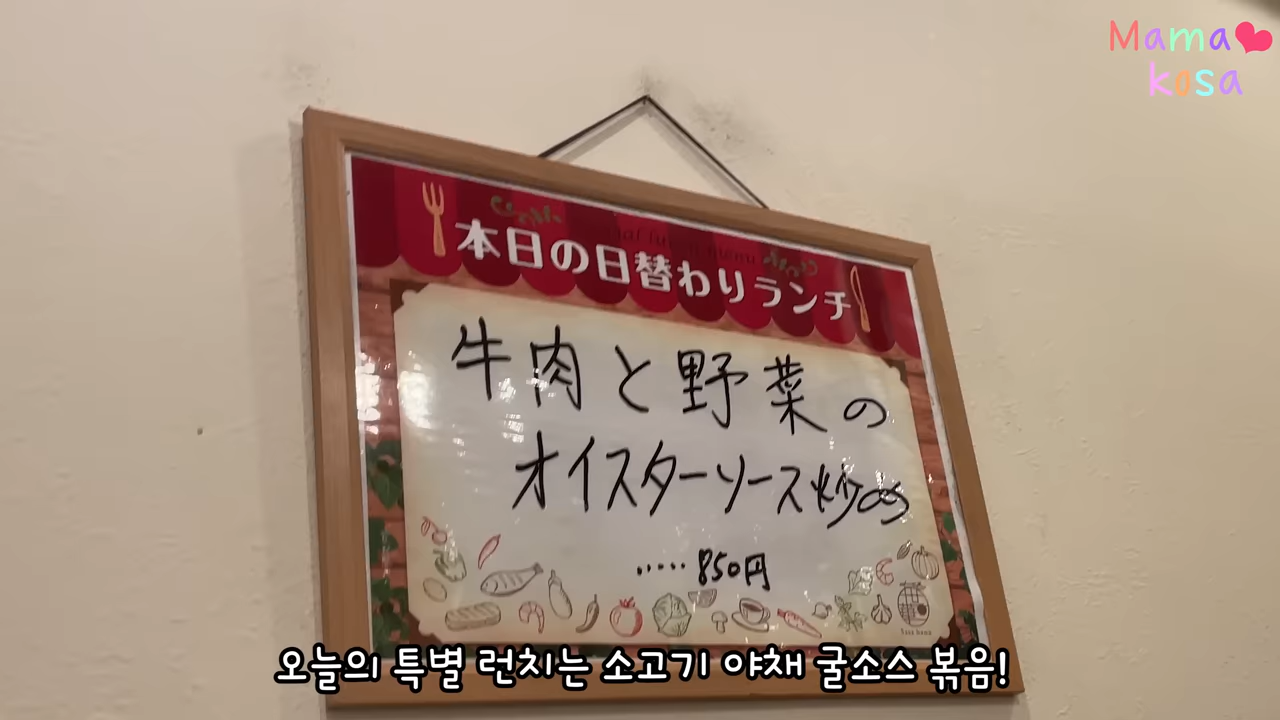 Mama
kosa
本日の日替わりランチ
牛肉と野菜の
オイスターソース炒め
.....850円
오늘의 특별 런치는 소고기 야채 굴소스 볶음!